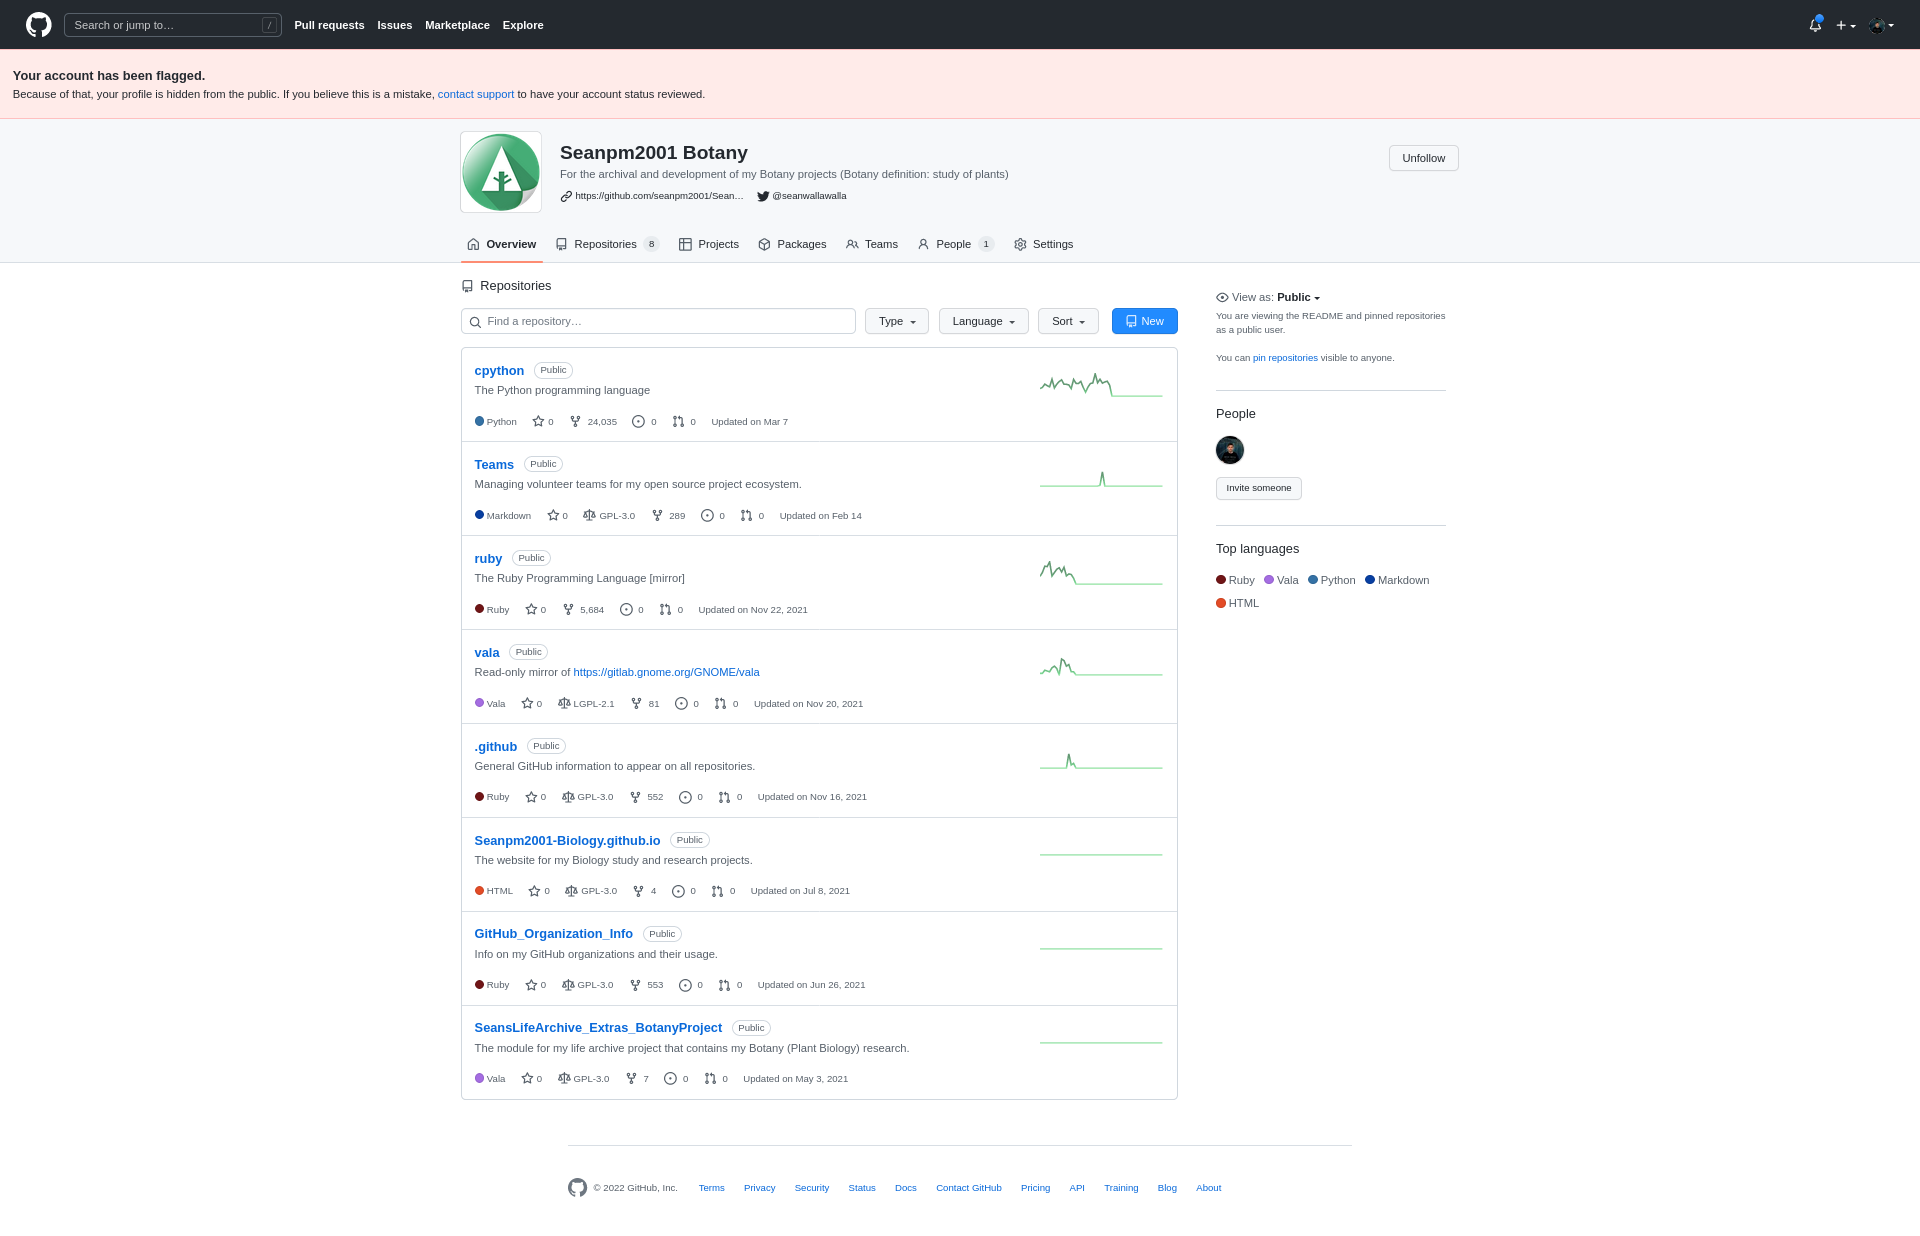 Search or jump to… / Pull requests Issues Marketplace Explore
Your account has been flagged.
Because of that, your profile is hidden from the public. If you believe this is a mistake, contact support to have your account status reviewed.
Seanpm2001 Botany
Unfollow
For the archival and development of my Botany projects (Botany definition: study of plants)
https://github.com/seanpm2001/Sean… @seanwallawalla
Overview Repositories 8 Projects Packages Teams People 1 Settings
Repositories
Find a repository… Type Language Sort New
cpython Public
The Python programming language
Python 0 24,035 0 0 Updated on Mar 7
Teams Public
Managing volunteer teams for my open source project ecosystem.
Markdown 0 GPL-3.0 289 0 0 Updated on Feb 14
ruby Public
The Ruby Programming Language [mirror]
Ruby 0 5,684 0 0 Updated on Nov 22, 2021
vala Public
Read-only mirror of https://gitlab.gnome.org/GNOME/vala
Vala 0 LGPL-2.1 81 0 0 Updated on Nov 20, 2021
.github Public
General GitHub information to appear on all repositories.
Ruby 0 GPL-3.0 552 0 0 Updated on Nov 16, 2021
Seanpm2001-Biology.github.io Public
The website for my Biology study and research projects.
HTML 0 GPL-3.0 4 0 0 Updated on Jul 8, 2021
GitHub_Organization_Info Public
Info on my GitHub organizations and their usage.
Ruby 0 GPL-3.0 553 0 0 Updated on Jun 26, 2021
SeansLifeArchive_Extras_BotanyProject Public
The module for my life archive project that contains my Botany (Plant Biology) research.
Vala 0 GPL-3.0 7 0 0 Updated on May 3, 2021
View as: Public
You are viewing the README and pinned repositories
as a public user.
You can pin repositories visible to anyone.
People
Invite someone
Top languages
Ruby Vala Python Markdown
HTML
© 2022 GitHub, Inc. Terms Privacy Security Status Docs Contact GitHub Pricing API Training Blog About